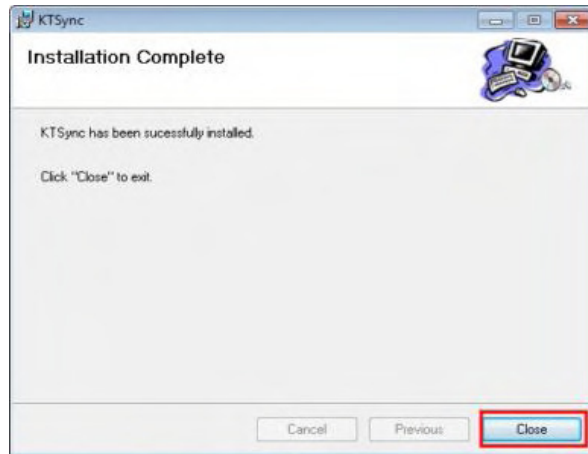 KTSync
Installation Complete
KTSync has been sucessfully installed.
Click "Close" to exit.
Cancel
Previous
Close